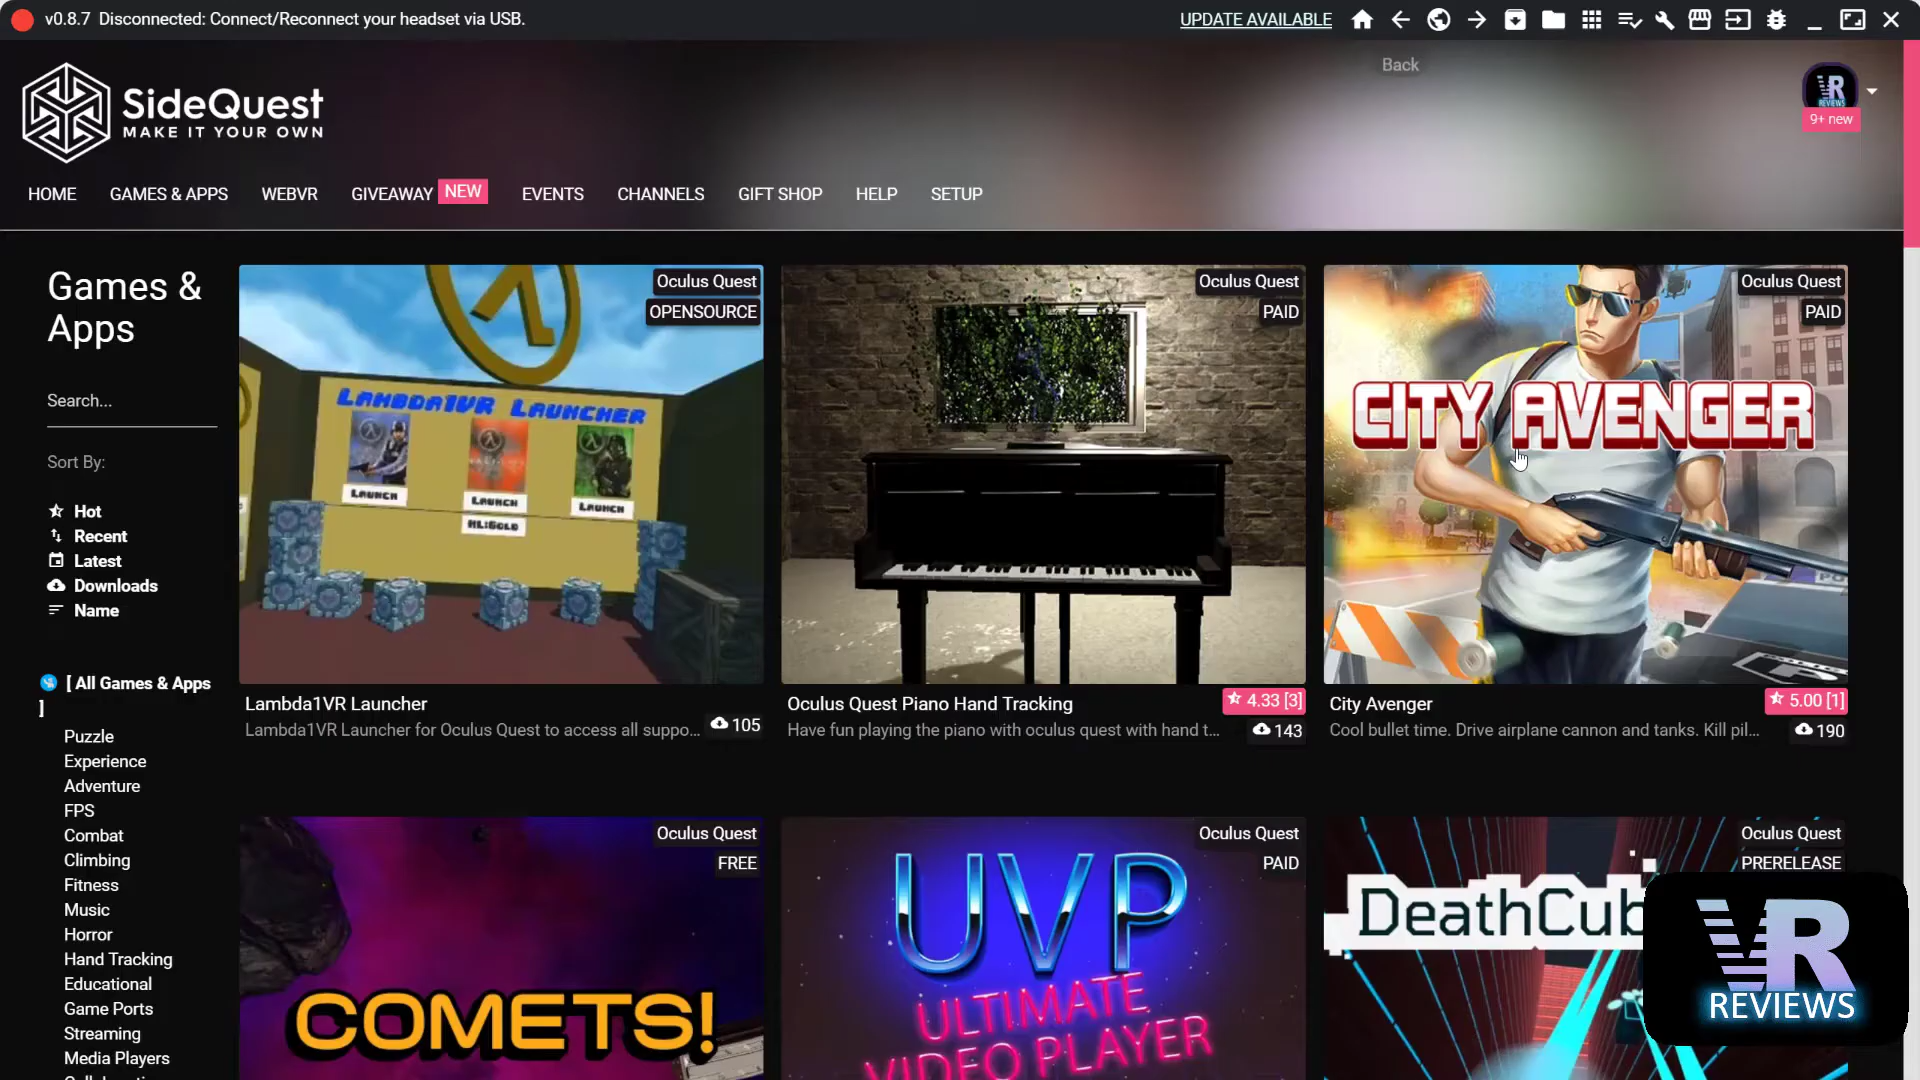 v0.8.7 Disconnected: Connect/Reconnect your headset via USB.
UPDATE AVAILABLE
Back
SideQuest
MAKE IT YOUR OWN
VR
REVIEWS
9+ new
HOME
GAMES & APPS
WEBVR
GIVEAWAY NEW
EVENTS
CHANNELS
GIFT SHOP
HELP
SETUP
Games &
Apps
Search...
Sort By:
Hot
Recent
Latest
Downloads
Name
[ All Games & Apps
]
Puzzle
Experience
Adventure
FPS
Combat
Climbing
Fitness
Music
Horror
Hand Tracking
Educational
Game Ports
Streaming
Media Players
Oculus Quest
OPENSOURCE
LAMBDA1VR LAUNCHER
LAUNCH
LAUNCH
LAUNCH
HL:GOLD
Lambda1VR Launcher
Lambda1VR Launcher for Oculus Quest to access all suppo...
105
Oculus Quest
PAID
Oculus Quest Piano Hand Tracking
4.33 [3]
Have fun playing the piano with oculus quest with hand t...
143
Oculus Quest
PAID
CITY AVENGER
City Avenger
5.00 [1]
Cool bullet time. Drive airplane cannon and tanks. Kill pil...
190
Oculus Quest
FREE
COMETS!
Oculus Quest
PAID
UVP
ULTIMATE
VIDEO PLAYER
Oculus Quest
PRERELEASE
DeathCub
VR
REVIEWS